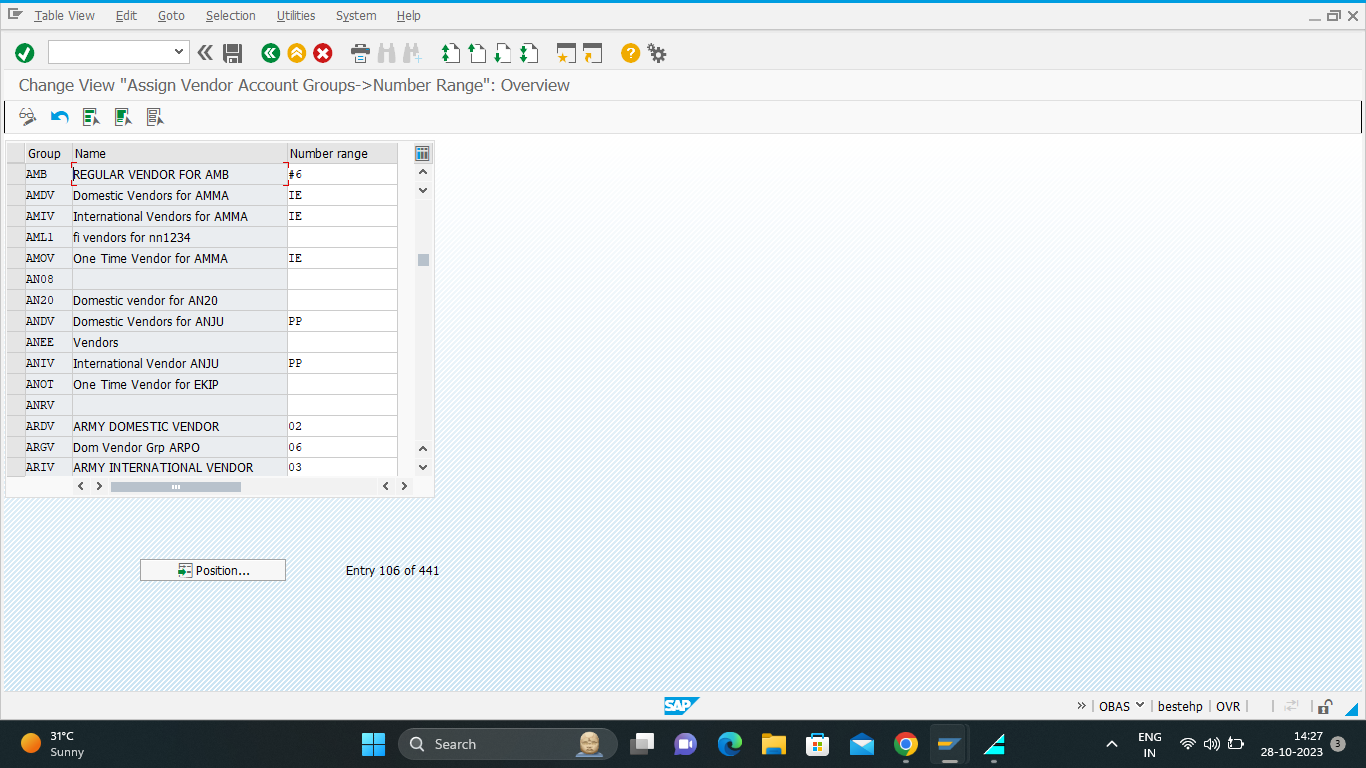 Table View Edit Goto Selection Utilities System Help
Change View "Assign Vendor Account Groups->Number Range": Overview
Group Name Number range
AMB REGULAR VENDOR FOR AMB #6
AMDV Domestic Vendors for AMMA IE
AMIV International Vendors for AMMA IE
AML1 fi vendors for nn1234
AMOV One Time Vendor for AMMA IE
AN08
AN20 Domestic vendor for AN20
ANDV Domestic Vendors for ANJU PP
ANEE Vendors
ANIV International Vendor ANJU PP
ANOT One Time Vendor for EKIP
ANRV
ARDV ARMY DOMESTIC VENDOR 02
ARGV Dom Vendor Grp ARPO 06
ARIV ARMY INTERNATIONAL VENDOR 03
Position... Entry 106 of 441
SAP OBAS bestehp OVR
31°C
Sunny
Search
ENG
IN
14:27
28-10-2023
3